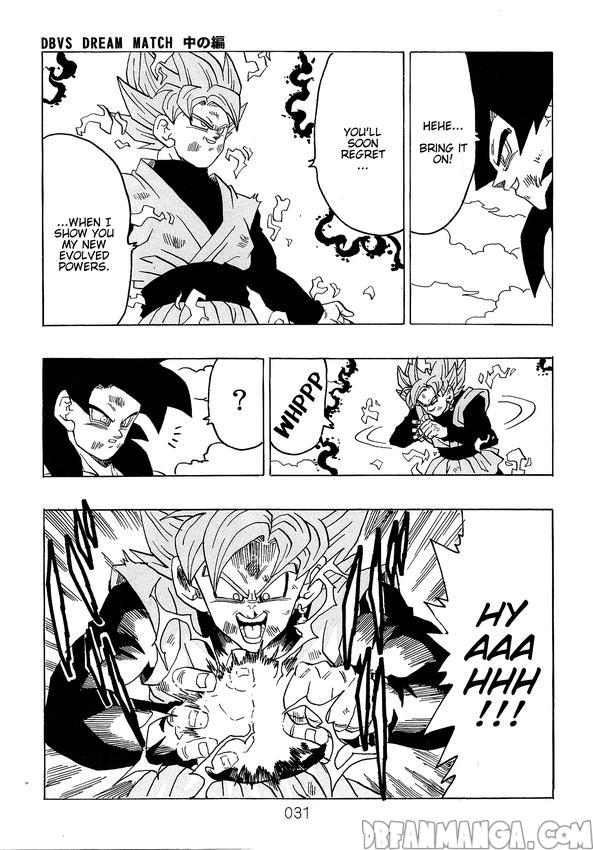 DBVS DREAM MATCH 中の編
HEHE...
BRING IT
ON!
YOU'LL
SOON
REGRET
...
...WHEN I
SHOW YOU
MY NEW
EVOLVED
POWERS.
WHPPP
?
HY
AAA
HHH
!!!
031
DBFANMANGA.COM